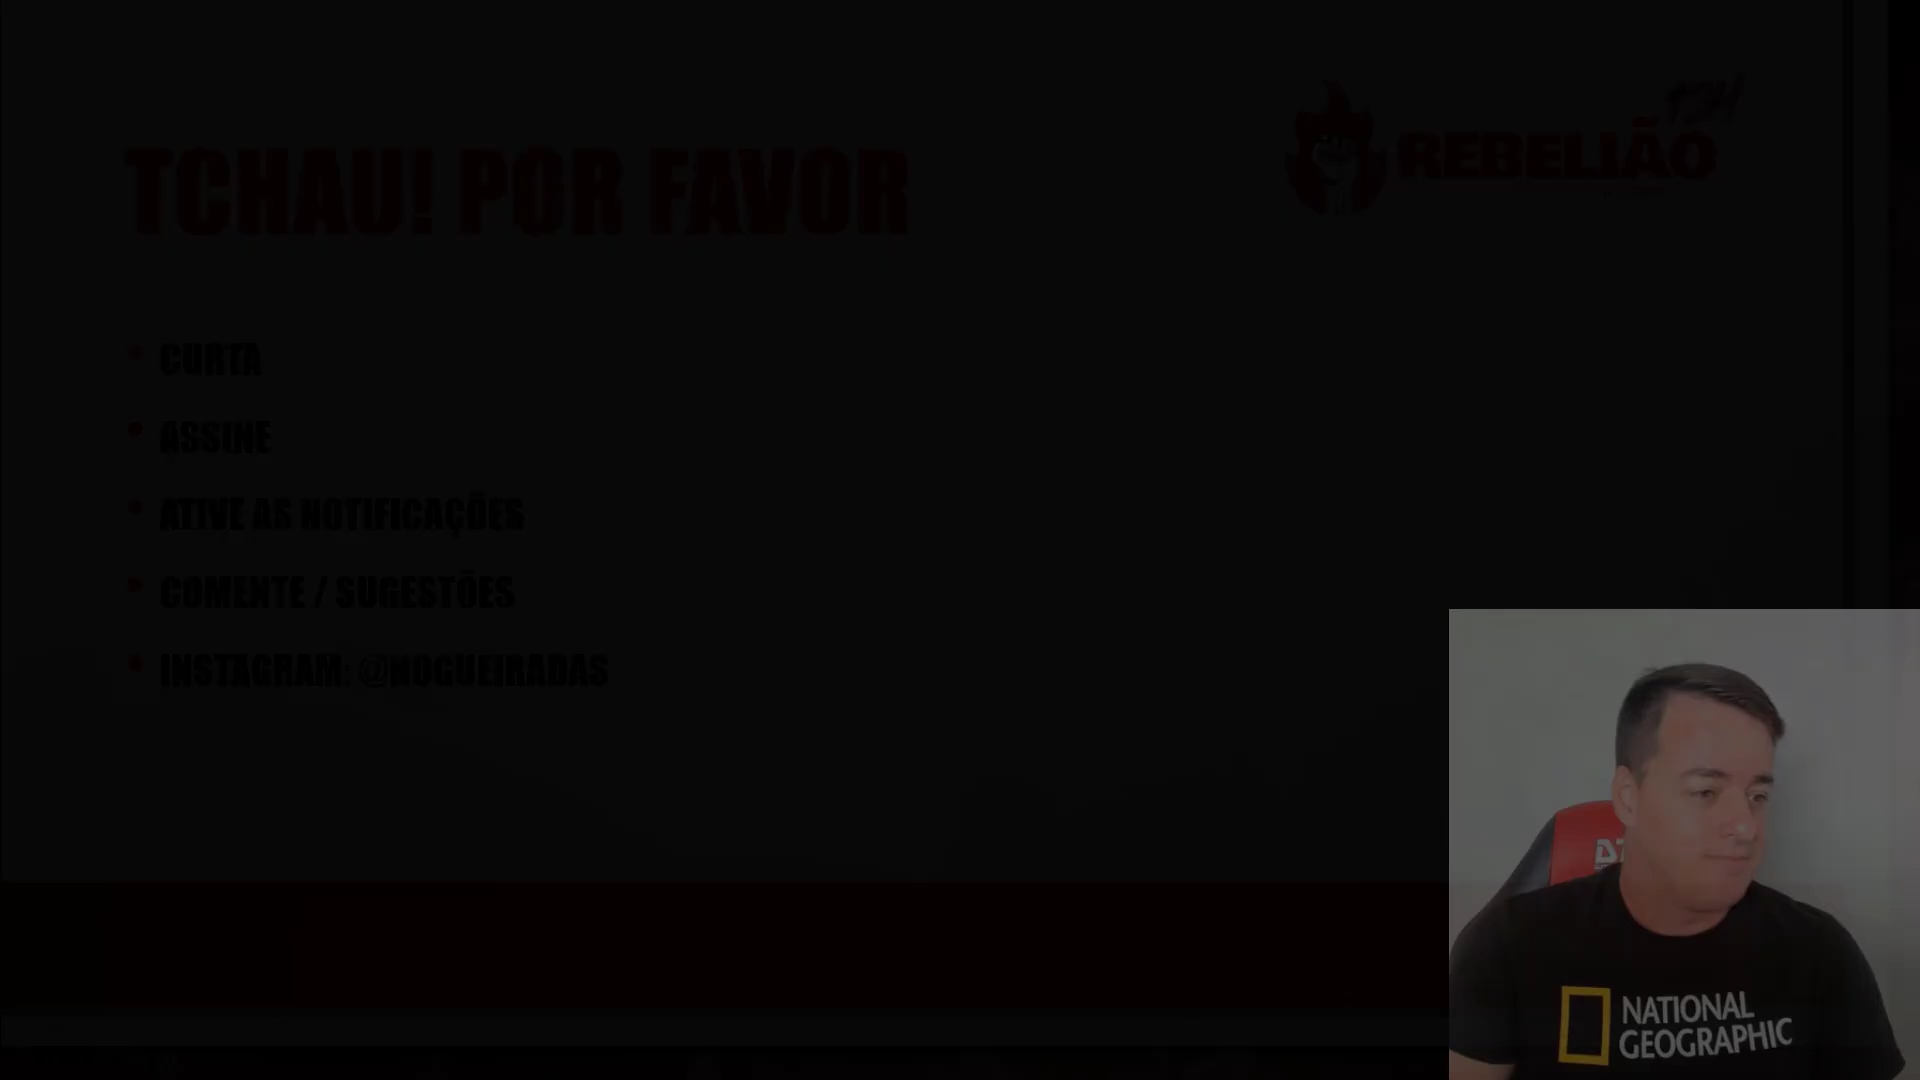 TCHAU! POR FAVOR
REBELIÃO
CURTA
ASSINE
ATIVE AS NOTIFICAÇÕES
COMENTE / SUGESTÕES
INSTAGRAM: @NOGUEIRADAS
NATIONAL
GEOGRAPHIC